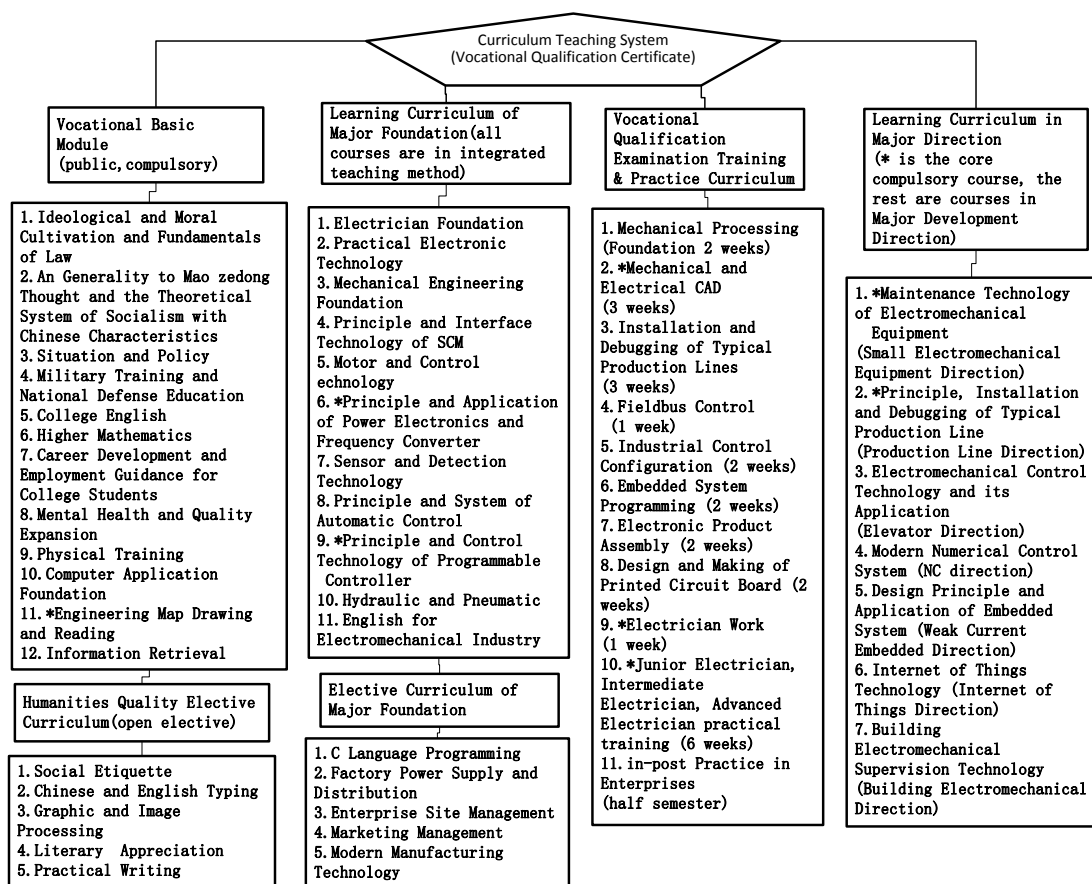 Curriculum Teaching System
(Vocational Qualification Certificate)
Vocational Basic
Module
(public, compulsory)
1. Ideological and Moral
Cultivation and Fundamentals
of Law
2. An Generality to Mao zedong
Thought and the Theoretical
System of Socialism with
Chinese Characteristics
3. Situation and Policy
4. Military Training and
National Defense Education
5. College English
6. Higher Mathematics
7. Career Development and
Employment Guidance for
College Students
8. Mental Health and Quality
Expansion
9. Physical Training
10. Computer Application
Foundation
11. *Engineering Map Drawing
and Reading
12. Information Retrieval
Humanities Quality Elective
Curriculum(open elective)
1. Social Etiquette
2. Chinese and English Typing
3. Graphic and Image
Processing
4. Literary Appreciation
5. Practical Writing
Learning Curriculum of
Major Foundation(all
courses are in integrated
teaching method)
1. Electrician Foundation
2. Practical Electronic
Technology
3. Mechanical Engineering
Foundation
4. Principle and Interface
Technology of SCM
5. Motor and Control
echnology
6. *Principle and Application
of Power Electronics and
Frequency Converter
7. Sensor and Detection
Technology
8. Principle and System of
Automatic Control
9. *Principle and Control
Technology of Programmable
Controller
10. Hydraulic and Pneumatic
11. English for
Electromechanical Industry
Elective Curriculum of
Major Foundation
1. C Language Programming
2. Factory Power Supply and
Distribution
3. Enterprise Site Management
4. Marketing Management
5. Modern Manufacturing
Technology
Vocational
Qualification
Examination Training
& Practice Curriculum
1. Mechanical Processing
(Foundation 2 weeks)
2. *Mechanical and
Electrical CAD
(3 weeks)
3. Installation and
Debugging of Typical
Production Lines
(3 weeks)
4. Fieldbus Control
(1 week)
5. Industrial Control
Configuration (2 weeks)
6. Embedded System
Programming (2 weeks)
7. Electronic Product
Assembly (2 weeks)
8. Design and Making of
Printed Circuit Board (2
weeks)
9. *Electrician Work
(1 week)
10. *Junior Electrician,
Intermediate
Electrician, Advanced
Electrician practical
training (6 weeks)
11. in-post Practice in
Enterprises
(half semester)
Learning Curriculum in
Major Direction
(* is the core
compulsory course, the
rest are courses in
Major Development
Direction)
1. *Maintenance Technology
of Electromechanical
Equipment
(Small Electromechanical
Equipment Direction)
2. *Principle, Installation
and Debugging of Typical
Production Line
(Production Line Direction)
3. Electromechanical Control
Technology and its
Application
(Elevator Direction)
4. Modern Numerical Control
System (NC direction)
5. Design Principle and
Application of Embedded
System (Weak Current
Embedded Direction)
6. Internet of Things
Technology (Internet of
Things Direction)
7. Building
Electromechanical
Supervision Technology
(Building Electromechanical
Direction)